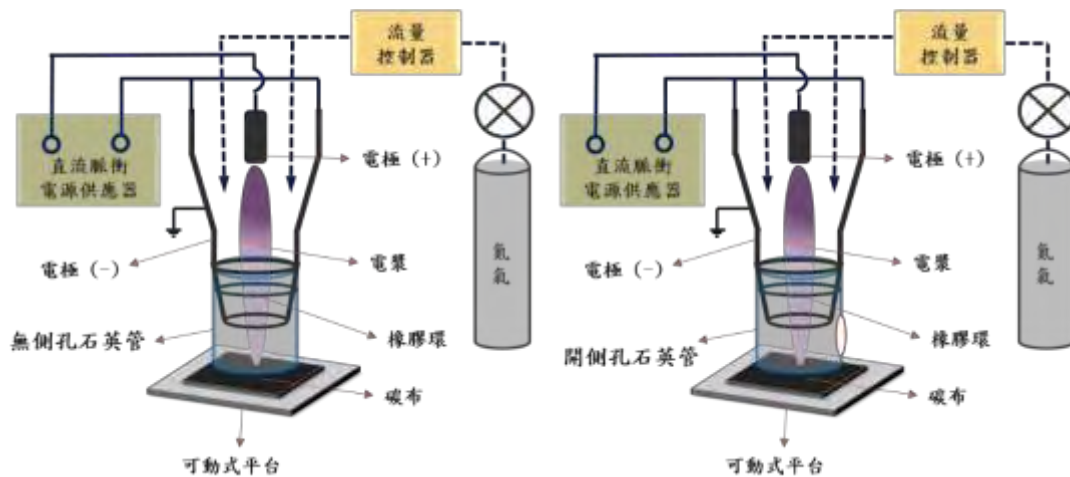 流量
控制器
直流脈衝
電源供應器
電極 (+)
電極 (-)
電漿
氮氣
無側孔石英管
橡膠環
碳布
可動式平台
流量
控制器
直流脈衝
電源供應器
電極 (+)
電極 (-)
電漿
氮氣
開側孔石英管
橡膠環
碳布
可動式平台